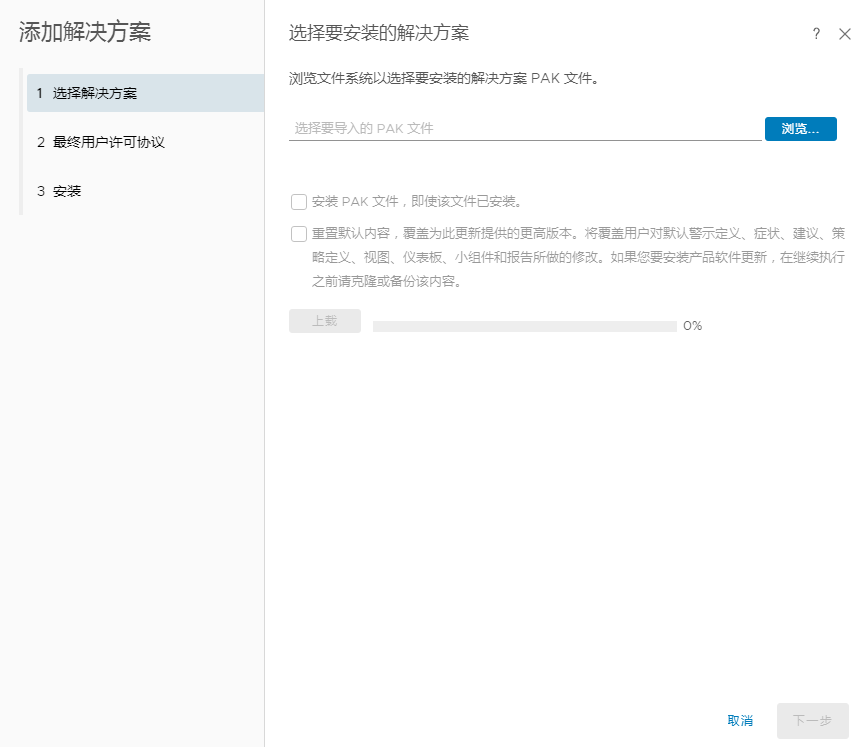 添加解决方案
1 选择解决方案
2 最终用户许可协议
3 安装
选择要安装的解决方案
?
浏览文件系统以选择要安装的解决方案 PAK 文件。
选择要导入的 PAK 文件
浏览...
安装 PAK 文件，即使该文件已安装。
重置默认内容，覆盖为此更新提供的更高版本。将覆盖用户对默认警示定义、症状、建议、策
略定义、视图、仪表板、小组件和报告所做的修改。如果您要安装产品软件更新，在继续执行
之前请克隆或备份该内容。
上载
0%
取消
下一步